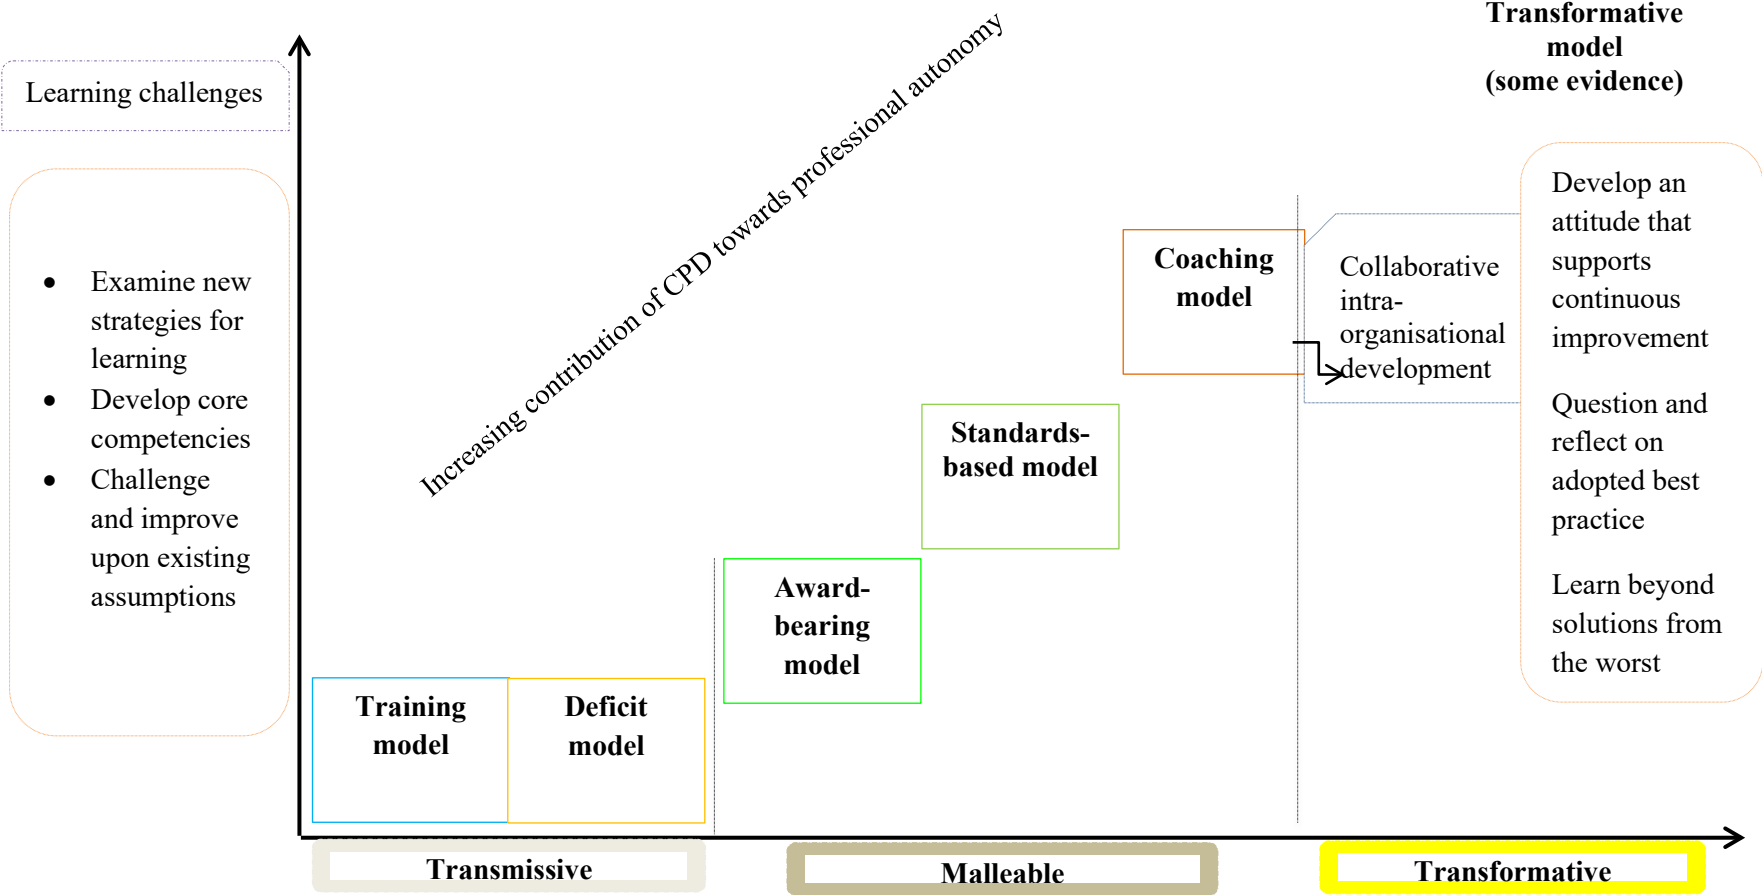 Transformative
model
(some evidence)
Learning challenges
Increasing contribution of CPD towards professional autonomy
• Examine new
strategies for
learning
• Develop core
competencies
• Challenge
and improve
upon existing
assumptions
Training
model
Deficit
model
Award-
bearing
model
Standards-
based model
Coaching
model
Collaborative
intra-
organisational
development
Develop an
attitude that
supports
continuous
improvement
Question and
reflect on
adopted best
practice
Learn beyond
solutions from
the worst
Transmissive
Malleable
Transformative